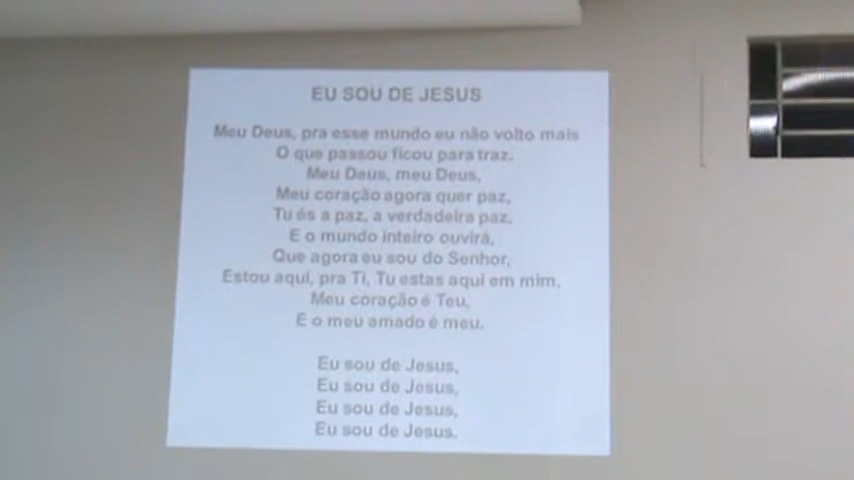 EU SOU DE JESUS
Meu Deus, pra esse mundo eu não volto mais
O que passou ficou para traz.
Meu Deus, meu Deus,
Meu coração agora quer paz,
Tu és a paz, a verdadeira paz,
E o mundo inteiro ouvirá,
Que agora eu sou do Senhor,
Estou aqui, pra Ti, Tu estas aqui em mim.
Meu coração é Teu,
E o meu amado é meu.
Eu sou de Jesus,
Eu sou de Jesus,
Eu sou de Jesus,
Eu sou de Jesus.